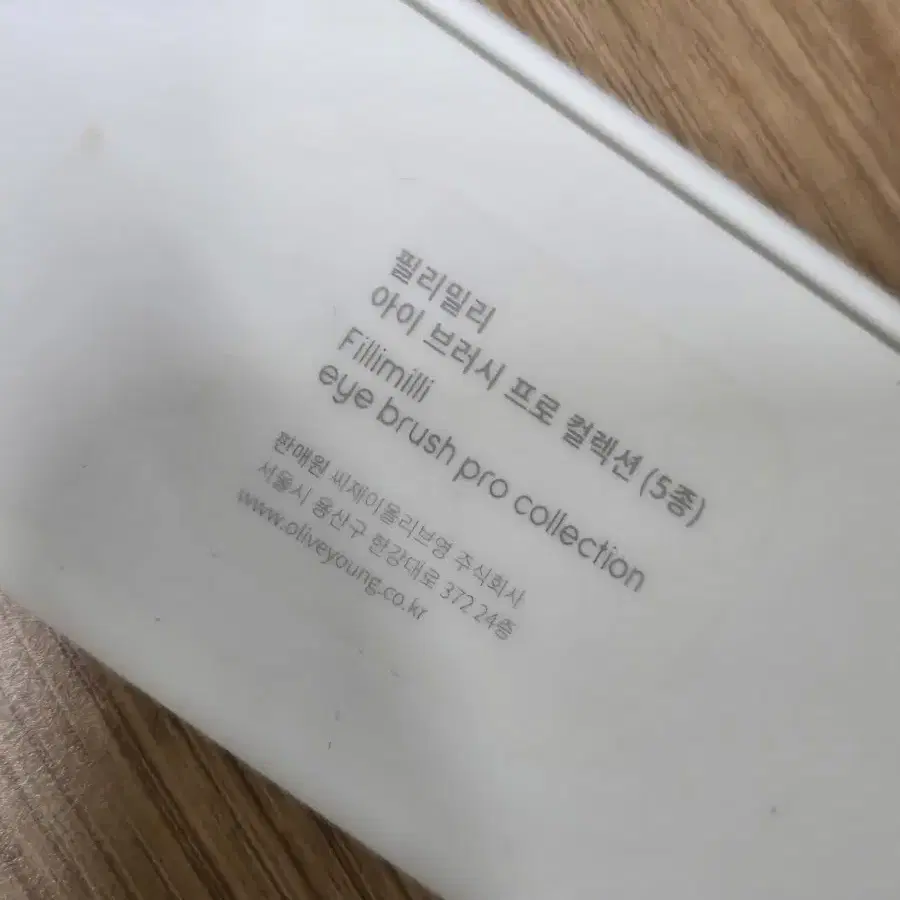 필리밀리
아이 브러시 프로 컬렉션 (5종)
Fillimilli
eye brush pro collection
판매원 씨제이올리브영 주식회사
서울시 용산구 한강대로 372 24층
www.oliveyoung.co.kr